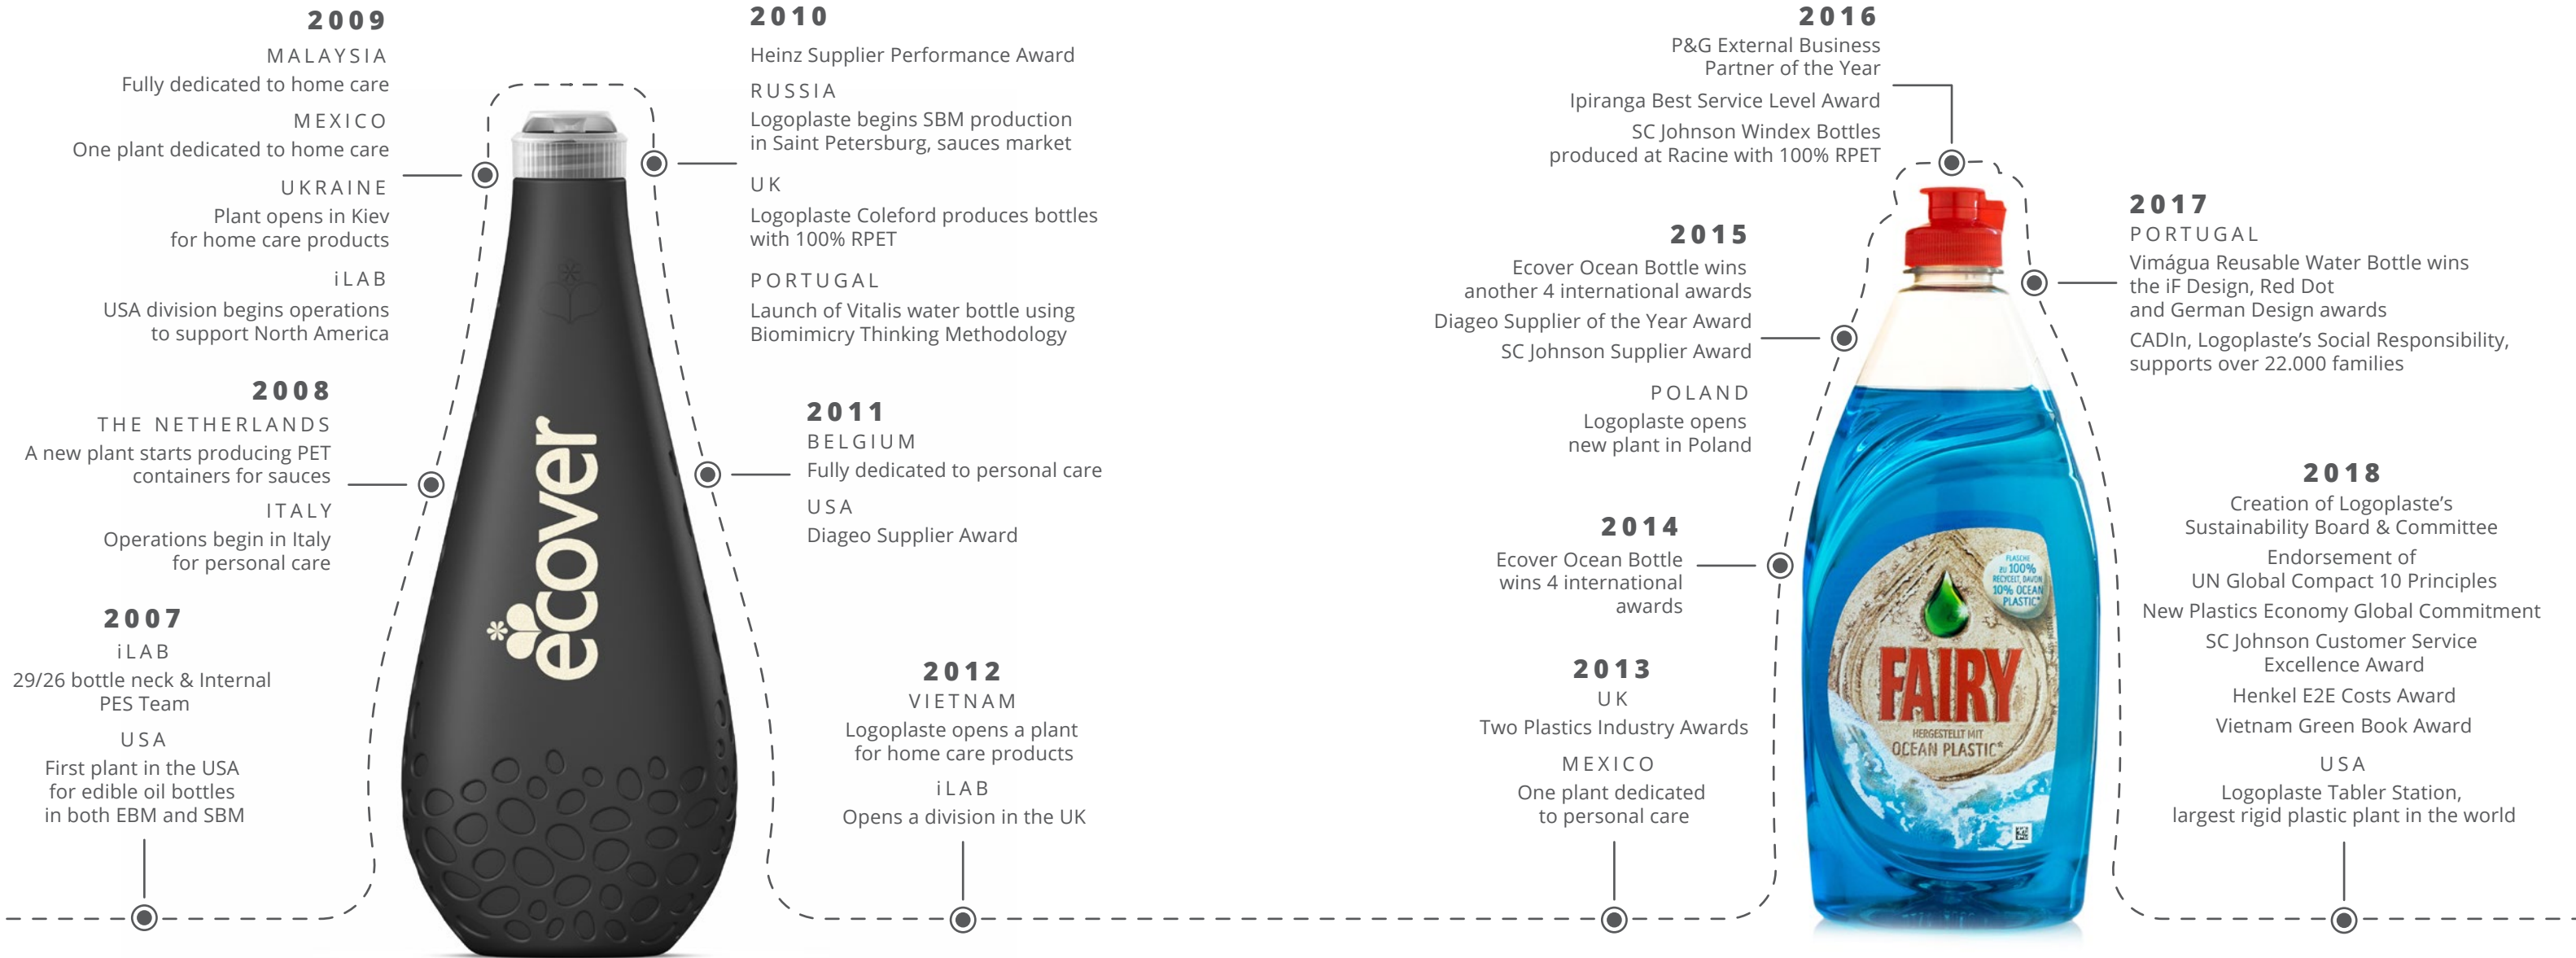 2007
iLAB
29/26 bottle neck & Internal
PES Team
USA
First plant in the USA
for edible oil bottles
in both EBM and SBM
2008
THE NETHERLANDS
A new plant starts producing PET
containers for sauces
ITALY
Operations begin in Italy
for personal care
2009
MALAYSIA
Fully dedicated to home care
MEXICO
One plant dedicated to home care
UKRAINE
Plant opens in Kiev
for home care products
iLAB
USA division begins operations
to support North America
ecover
2010
Heinz Supplier Performance Award
RUSSIA
Logoplaste begins SBM production
in Saint Petersburg, sauces market
UK
Logoplaste Coleford produces bottles
with 100% RPET
PORTUGAL
Launch of Vitalis water bottle using
Biomimicry Thinking Methodology
2011
BELGIUM
Fully dedicated to personal care
USA
Diageo Supplier Award
2012
VIETNAM
Logoplaste opens a plant
for home care products
iLAB
Opens a division in the UK
2013
UK
Two Plastics Industry Awards
MEXICO
One plant dedicated
to personal care
2014
Ecover Ocean Bottle
wins 4 international
awards
2015
Ecover Ocean Bottle wins
another 4 international awards
Diageo Supplier of the Year Award
SC Johnson Supplier Award
POLAND
Logoplaste opens
new plant in Poland
2016
P&G External Business
Partner of the Year
Ipiranga Best Service Level Award
SC Johnson Windex Bottles
produced at Racine with 100% RPET
FLASCHE
ZU 100%
RECYCELT, DAVON
10% OCEAN
PLASTIC*
FAIRY
HERGESTELLT MIT
OCEAN PLASTIC*
2017
PORTUGAL
Vimágua Reusable Water Bottle wins
the iF Design, Red Dot
and German Design awards
CADIn, Logoplaste’s Social Responsibility,
supports over 22.000 families
2018
Creation of Logoplaste’s
Sustainability Board & Committee
Endorsement of
UN Global Compact 10 Principles
New Plastics Economy Global Commitment
SC Johnson Customer Service
Excellence Award
Henkel E2E Costs Award
Vietnam Green Book Award
USA
Logoplaste Tabler Station,
largest rigid plastic plant in the world